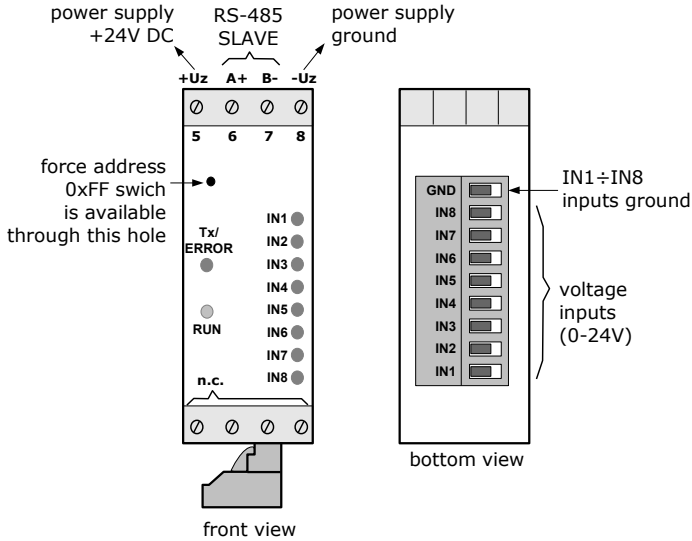 power supply
+24V DC
RS-485
SLAVE
power supply
ground
+Uz A+ B- -Uz
5 6 7 8
force address
0xFF swich
is available
through this hole
Tx/
ERROR
RUN
IN1
IN2
IN3
IN4
IN5
IN6
IN7
IN8
n.c.
front view
GND
IN8
IN7
IN6
IN5
IN4
IN3
IN2
IN1
IN1÷IN8
inputs ground
voltage
inputs
(0-24V)
bottom view